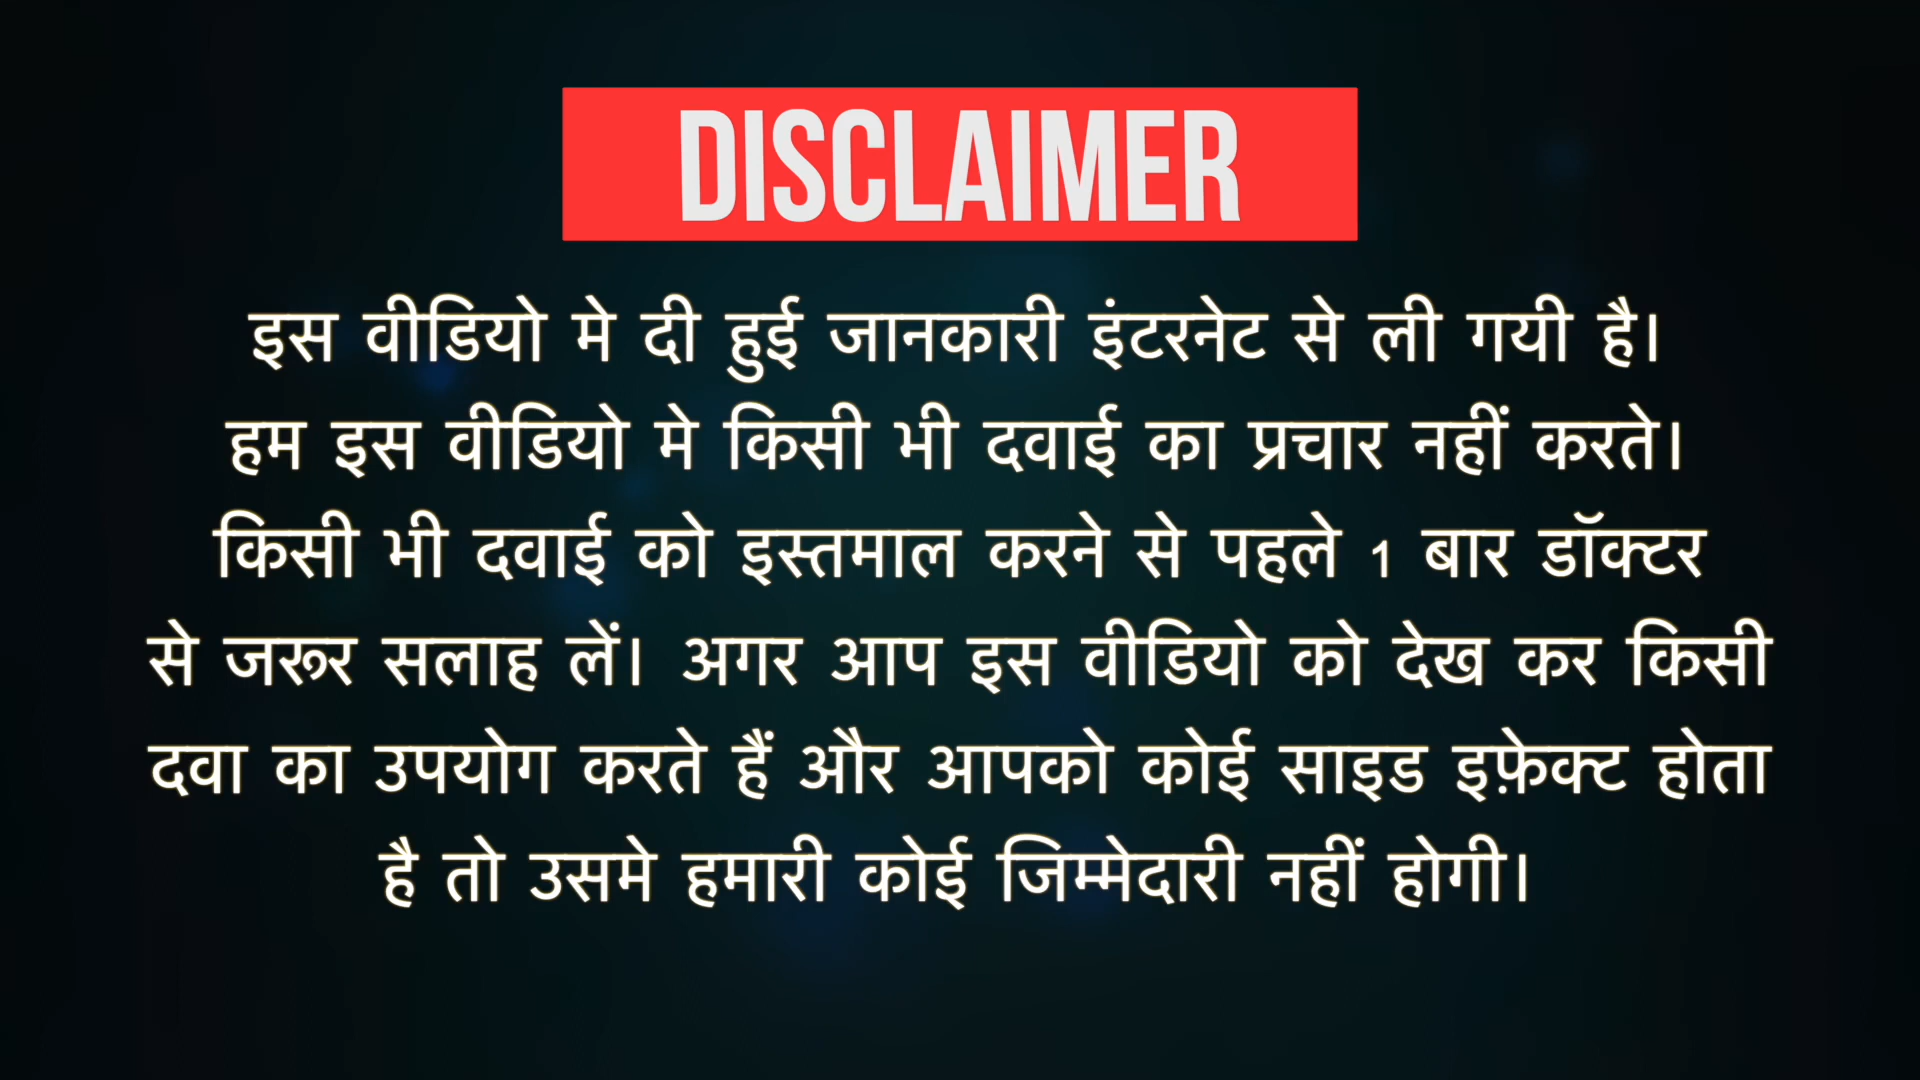 DISCLAIMER
इस वीडियो मे दी हुई जानकारी इंटरनेट से ली गयी है।
हम इस वीडियो मे किसी भी दवाई का प्रचार नहीं करते।
किसी भी दवाई को इस्तमाल करने से पहले 1 बार डॉक्टर
से जरूर सलाह लें। अगर आप इस वीडियो को देख कर किसी
दवा का उपयोग करते हैं और आपको कोई साइड इफ़ेक्ट होता
है तो उसमे हमारी कोई जिम्मेदारी नहीं होगी।